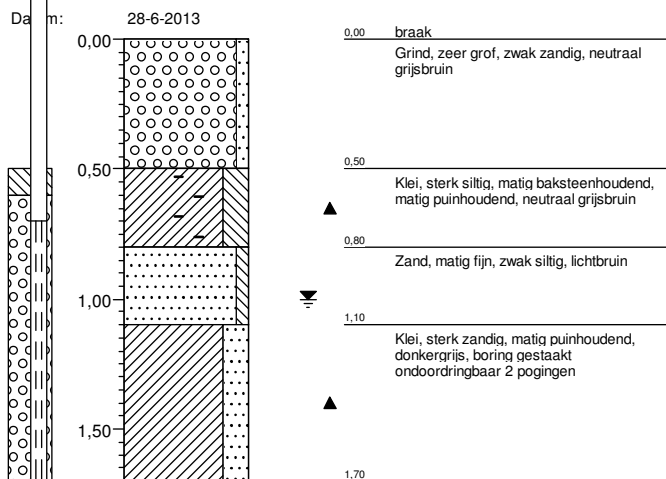 28-6-2013
0,00
0,50
1,00
1,50
0,00 braak
Grind, zeer grof, zwak zandig, neutraal
grijsbruin
0,50
Klei, sterk siltig, matig baksteenhoudend,
matig puinhoudend, neutraal grijsbruin
0,80
Zand, matig fijn, zwak siltig, lichtbruin
1,10
Klei, sterk zandig, matig puinhoudend,
donkergrijs, boring gestaakt
ondoordringbaar 2 pogingen
1,70